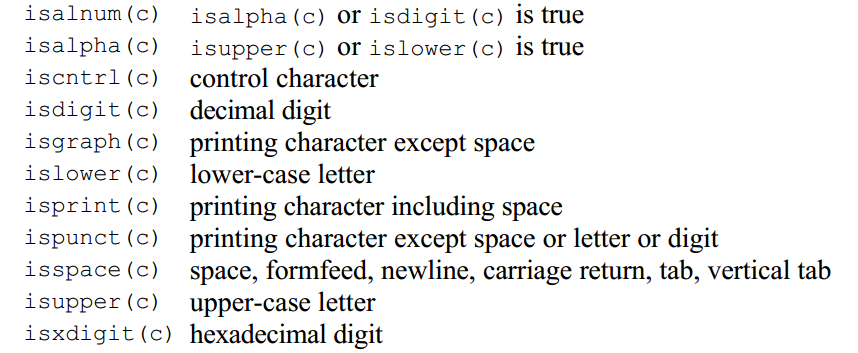 isalnum(c) isalpha(c) or isdigit(c) is true
isalpha(c) isupper(c) or islower(c) is true
iscntrl(c) control character
isdigit(c) decimal digit
isgraph(c) printing character except space
islower(c) lower-case letter
isprint(c) printing character including space
ispunct(c) printing character except space or letter or digit
isspace(c) space, formfeed, newline, carriage return, tab, vertical tab
isupper(c) upper-case letter
isxdigit(c) hexadecimal digit